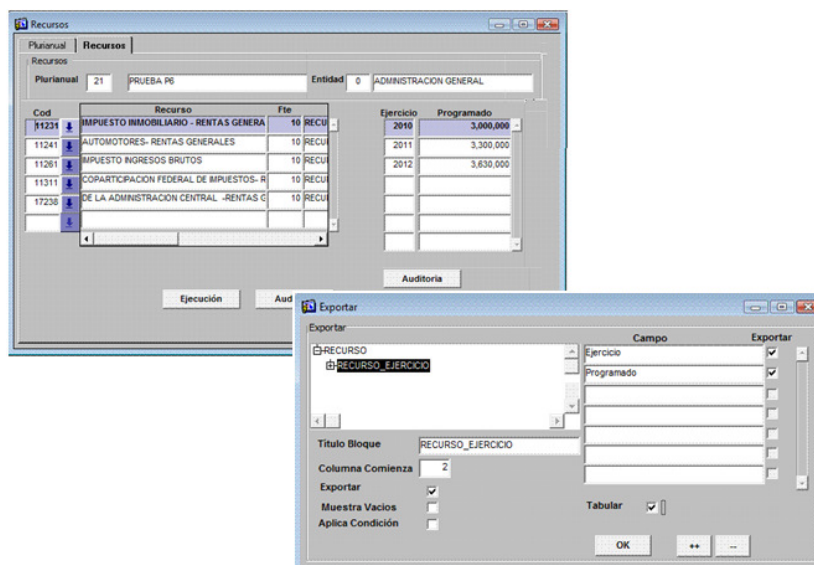 Recursos
Plurianual Recursos
Recursos
Plurianual 21 PRUEBA P6 Entidad 0 ADMINISTRACION GENERAL
Cod Recurso Fte Ejercicio Programado
11231 IMPUESTO INMOBILIARIO - RENTAS GENERA 10 RECU 2010 3,000,000
11241 AUTOMOTORES- RENTAS GENERALES 10 RECU 2011 3,300,000
11261 IMPUESTO INGRESOS BRUTOS 10 RECU 2012 3,630,000
11311 COPARTICIPACION FEDERAL DE IMPUESTOS- R 10 RECU
17238 DE LA ADMINISTRACION CENTRAL -RENTAS G 10 RECU
Auditoria
Ejecución Aud
Exportar
Exportar
Campo Exportar
RECURSO Ejercicio
RECURSO_EJERCICIO Programado
Titulo Bloque RECURSO_EJERCICIO
Columna Comienza 2
Exportar
Muestra Vacios Tabular
Aplica Condición
OK ++ --